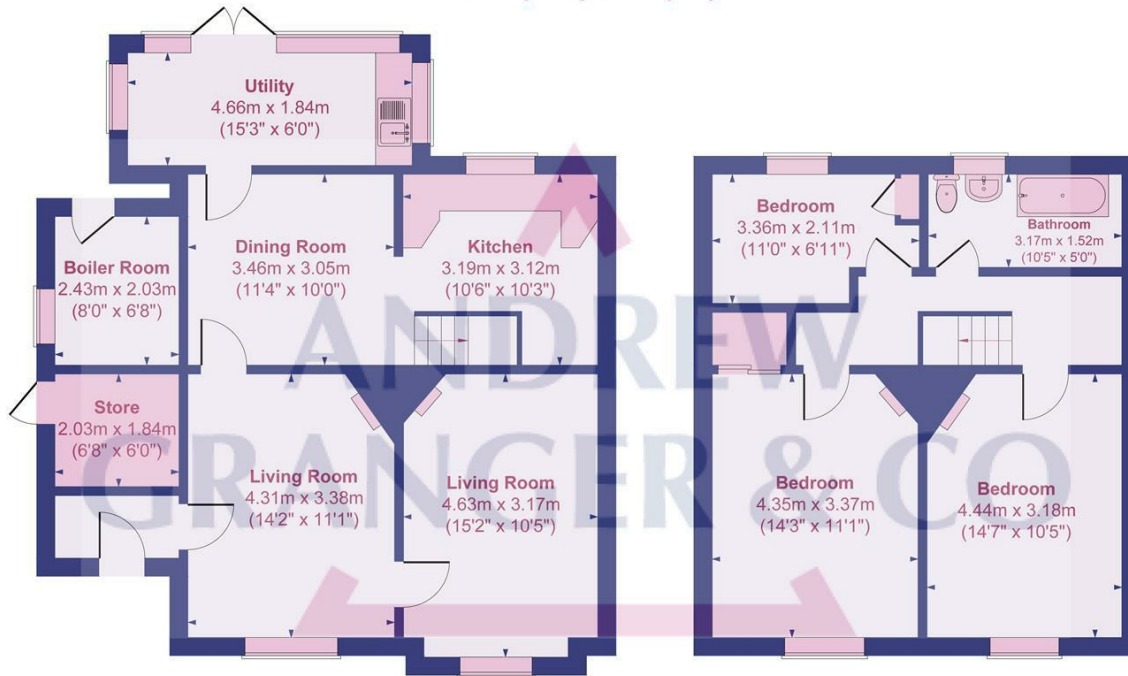 Utility
4.66m x 1.84m
(15'3" x 6'0")
Dining Room
3.46m x 3.05m
(11'4" x 10'0")
Kitchen
3.19m x 3.12m
(10'6" x 10'3")
Boiler Room
2.43m x 2.03m
(8'0" x 6'8")
Store
2.03m x 1.84m
(6'8" x 6'0")
Living Room
4.31m x 3.38m
(14'2" x 11'1")
Living Room
4.63m x 3.17m
(15'2" x 10'5")
Bedroom
3.36m x 2.11m
(11'0" x 6'11")
Bathroom
3.17m x 1.52m
(10'5" x 5'0")
Bedroom
4.35m x 3.37m
(14'3" x 11'1")
Bedroom
4.44m x 3.18m
(14'7" x 10'5")
ANDREW
GRANGER & CO